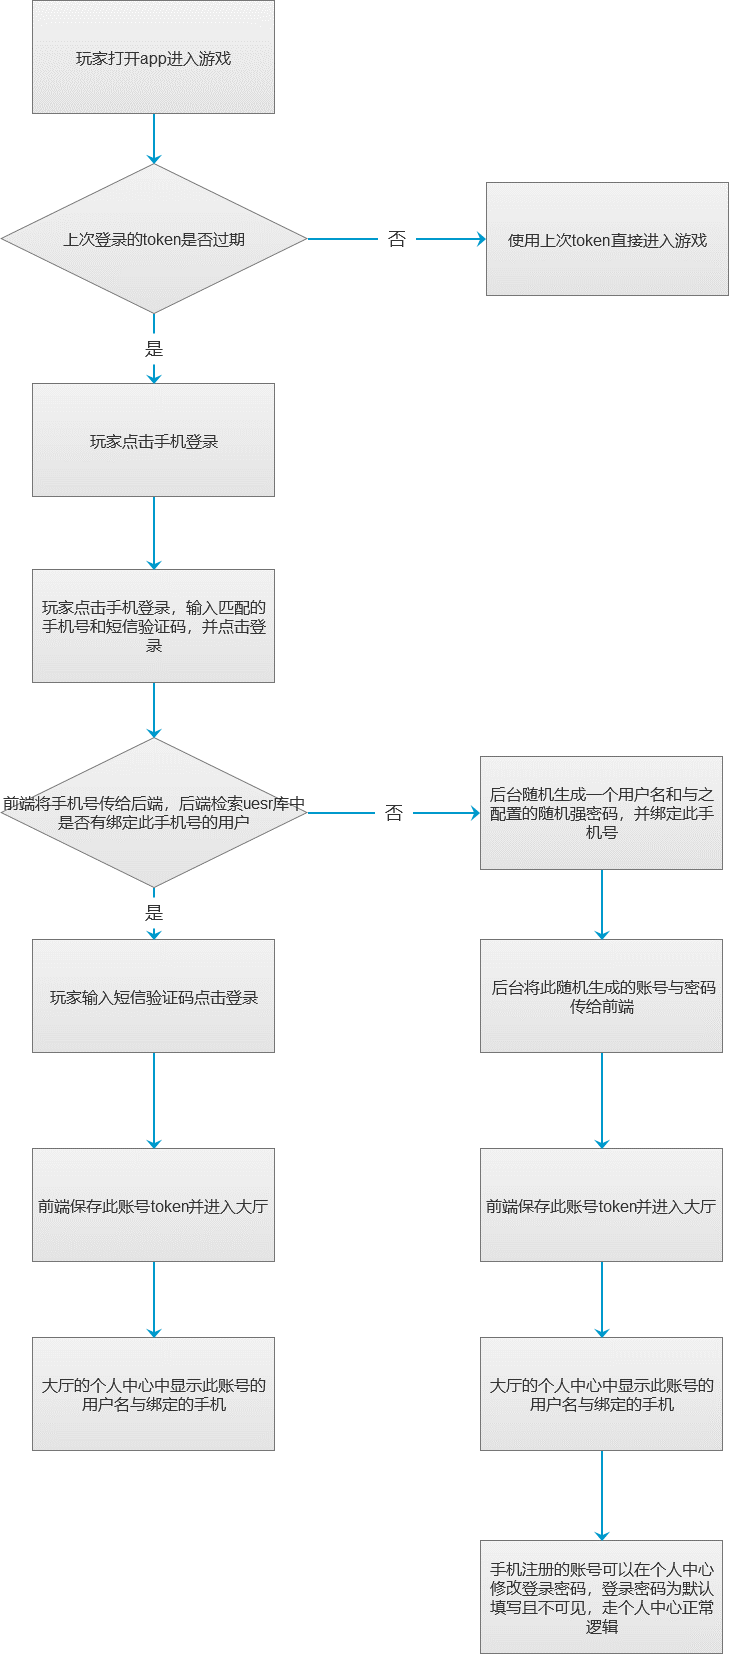 玩家打开app进入游戏
上次登录的token是否过期
否
使用上次token直接进入游戏
是
玩家点击手机登录
玩家点击手机登录，输入匹配的
手机号和短信验证码，并点击登
录
前端将手机号传给后端，后端检索uesr库中
是否有绑定此手机号的用户
否
后台随机生成一个用户名和与之
配置的随机强密码，并绑定此手
机号
是
玩家输入短信验证码点击登录
后台将此随机生成的账号与密码
传给前端
前端保存此账号token并进入大厅
前端保存此账号token并进入大厅
大厅的个人中心中显示此账号的
用户名与绑定的手机
大厅的个人中心中显示此账号的
用户名与绑定的手机
手机注册的账号可以在个人中心
修改登录密码，登录密码为默认
填写且不可见，走个人中心正常
逻辑